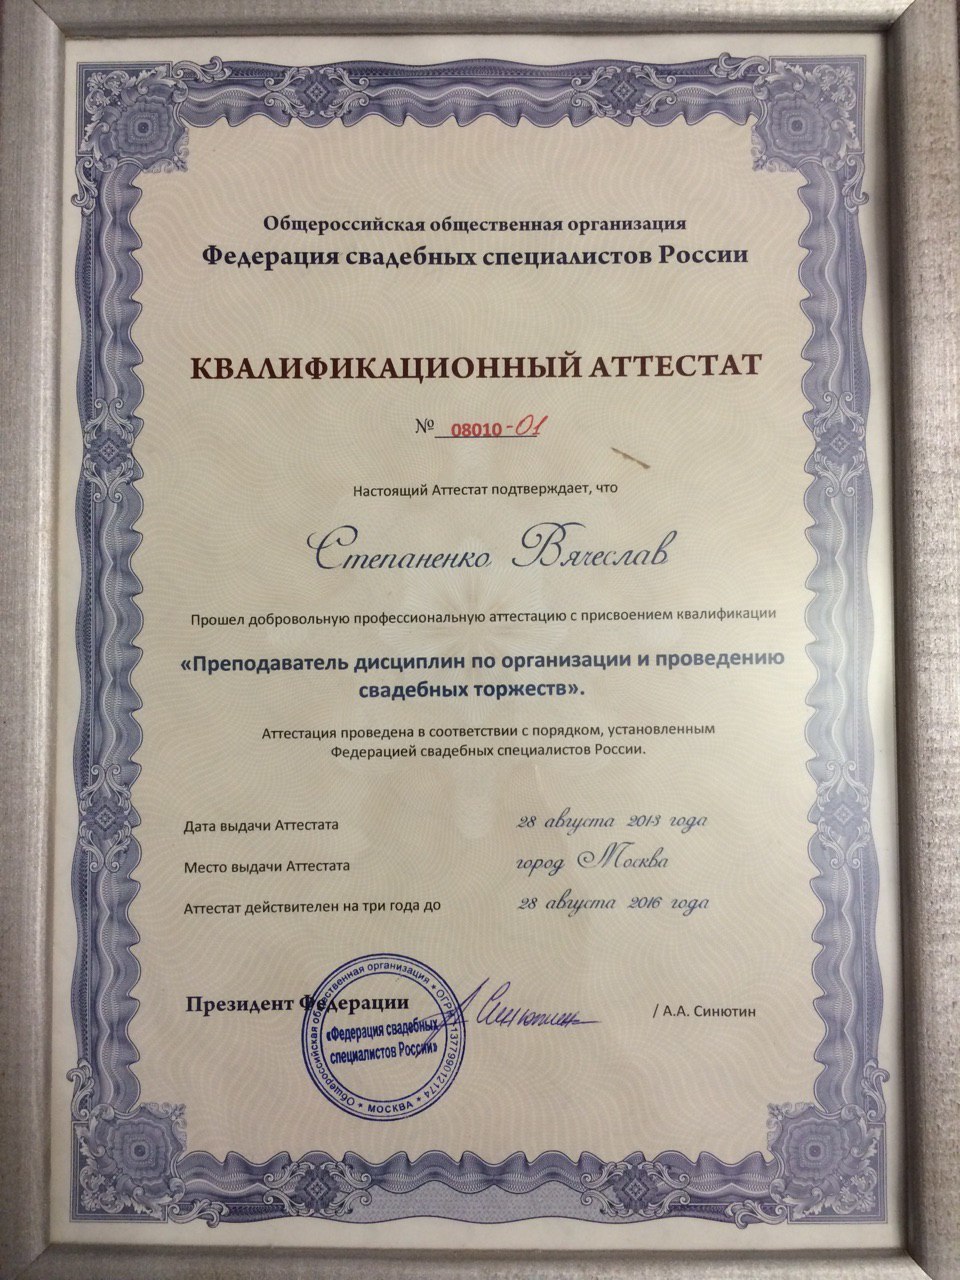 Общероссийская общественная организация
Федерация свадебных специалистов России
КВАЛИФИКАЦИОННЫЙ АТТЕСТАТ
№ 08010-01
Настоящий Аттестат подтверждает, что
Степаненко Вячеслав
Прошел добровольную профессиональную аттестацию с присвоением квалификации
«Преподаватель дисциплин по организации и проведению
свадебных торжеств».
Аттестация проведена в соответствии с порядком, установленным
Федерацией свадебных специалистов России.
Дата выдачи Аттестата 28 августа 2013 года
Место выдачи Аттестата город Москва
Аттестат действителен на три года до 28 августа 2016 года
Президент Федерации Синютин / А.А. Синютин
Общероссийская общественная организация * ОГРН
* МОСКВА *
«Федерация свадебных
специалистов России»